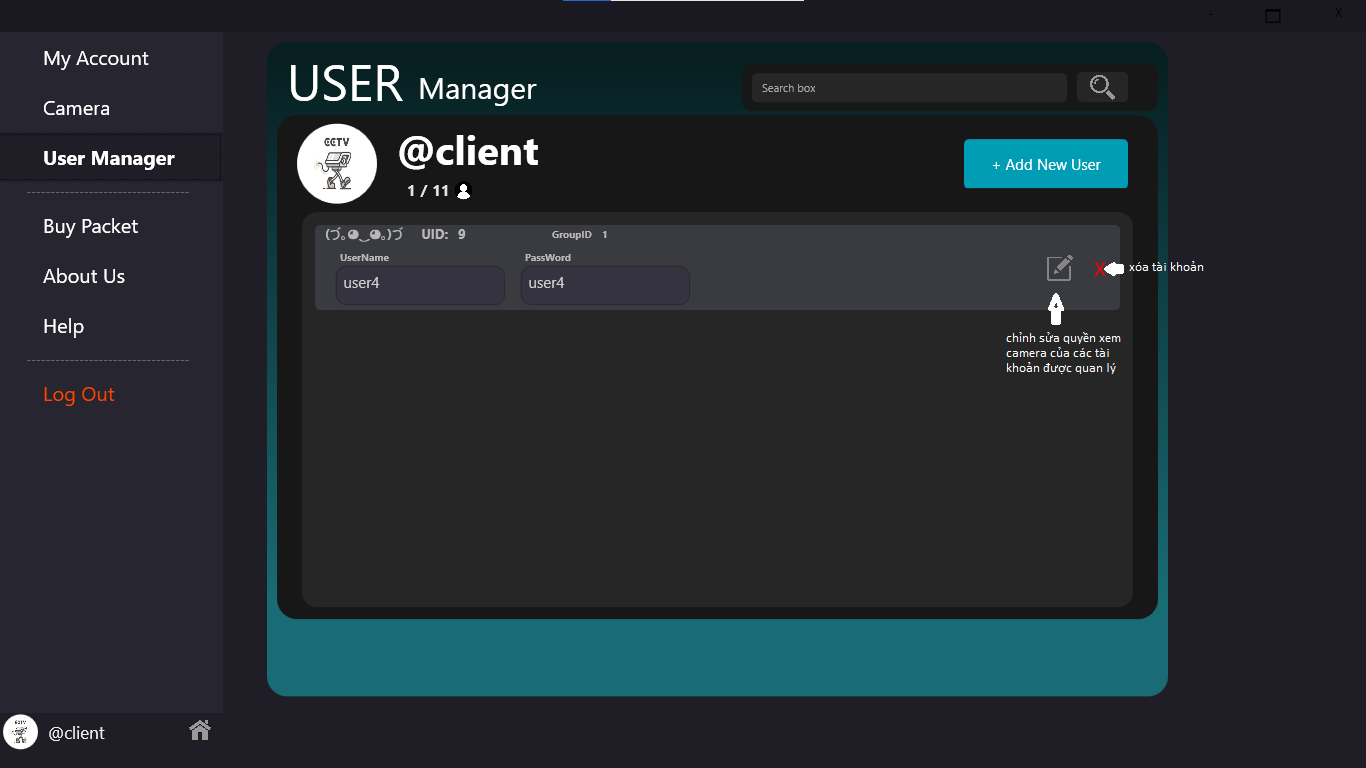 - X
My Account
Camera
User Manager
Buy Packet
About Us
Help
Log Out
@client
USER Manager
Search box
CCTV
@client
1 / 11
+ Add New User
(づ｡◕‿◕｡)づ UID: 9 GroupID 1
UserName PassWord
user4 user4
X xóa tài khoản
chỉnh sửa quyền xem
camera của các tài
khoản được quan lý